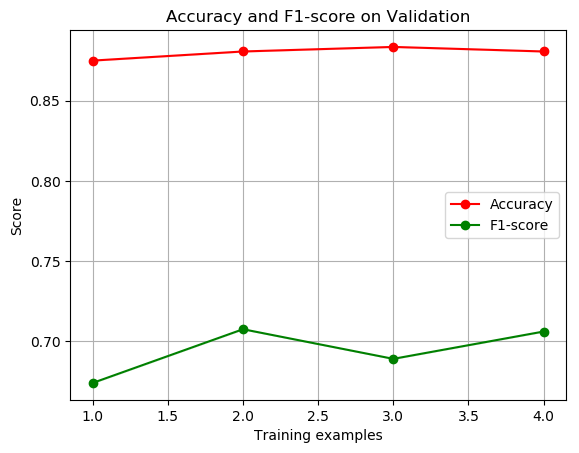 Accuracy and F1-score on Validation
Score
0.85
0.80
0.75
0.70
Accuracy
F1-score
1.0 1.5 2.0 2.5 3.0 3.5 4.0
Training examples